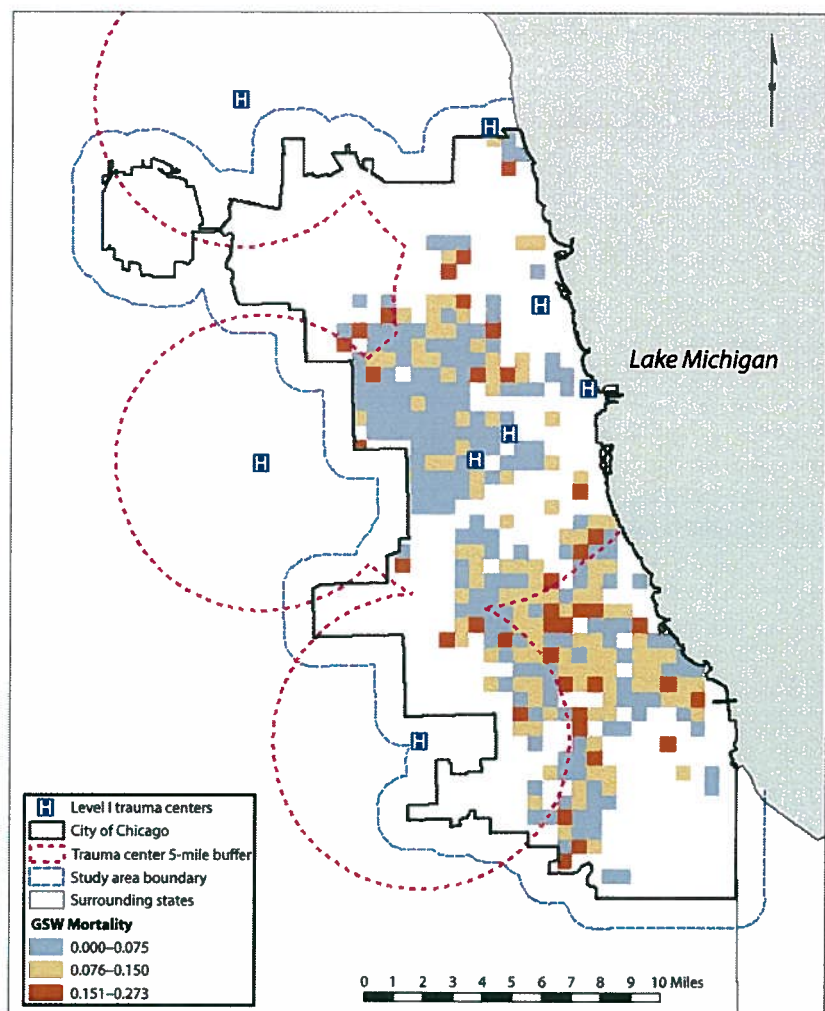 H
H
H
Lake Michigan
H
H
H
H
H
H Level I trauma centers
City of Chicago
Trauma center 5-mile buffer
Study area boundary
Surrounding states
GSW Mortality
0.000–0.075
0.076–0.150
0.151–0.273
0 1 2 3 4 5 6 7 8 9 10 Miles